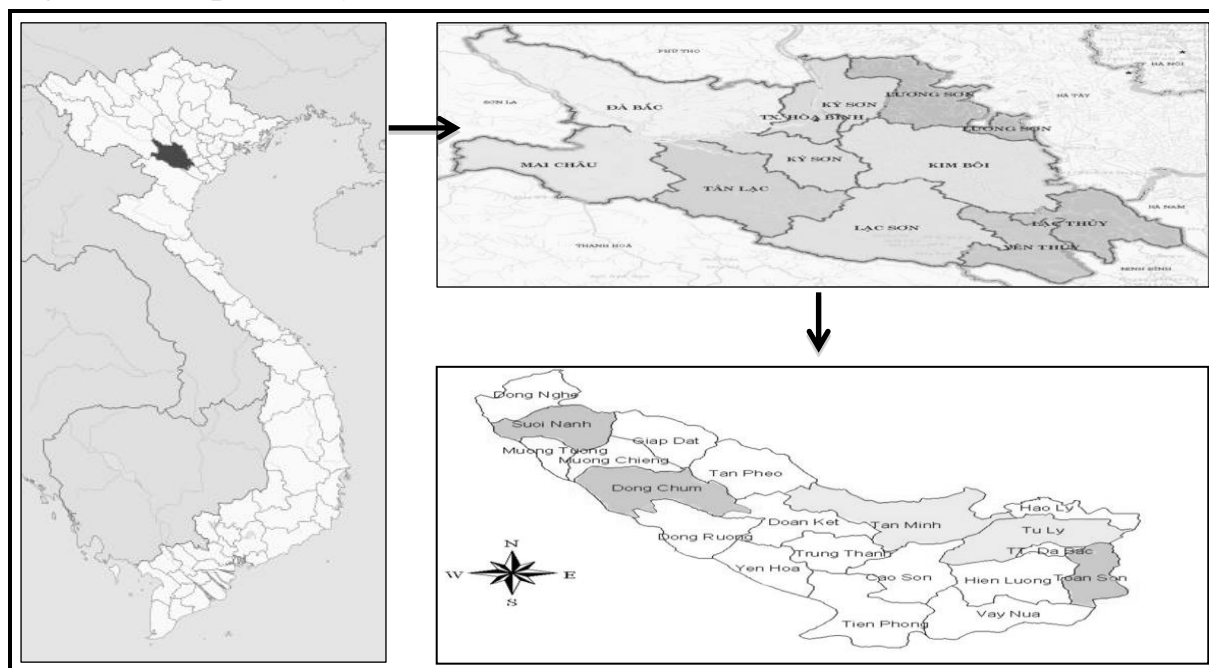 PHÚ THỌ
TP. HÀ NỘI
SƠN LA
ĐÀ BẮC
KỲ SƠN
LƯƠNG SƠN
HÀ TÂY
TX. HÒA BÌNH
LƯƠNG SƠN
MAI CHÂU
KỲ SƠN
KIM BÔI
TÂN LẠC
HÀ NAM
LẠC SƠN
LẠC THỦY
THANH HOÁ
YÊN THỦY
NINH BÌNH
Dong Nghe
Suoi Nanh
Giap Dat
Muong Tuong
Muong Chieng
Tan Pheo
Dong Chum
Hao Ly
Doan Ket
Tan Minh
Tu Ly
Dong Ruong
Trung Thanh
TT. Da Bac
Yen Hoa
Cao Son
Hien Luong
Toan Son
Vay Nua
Tien Phong
N
W
E
S